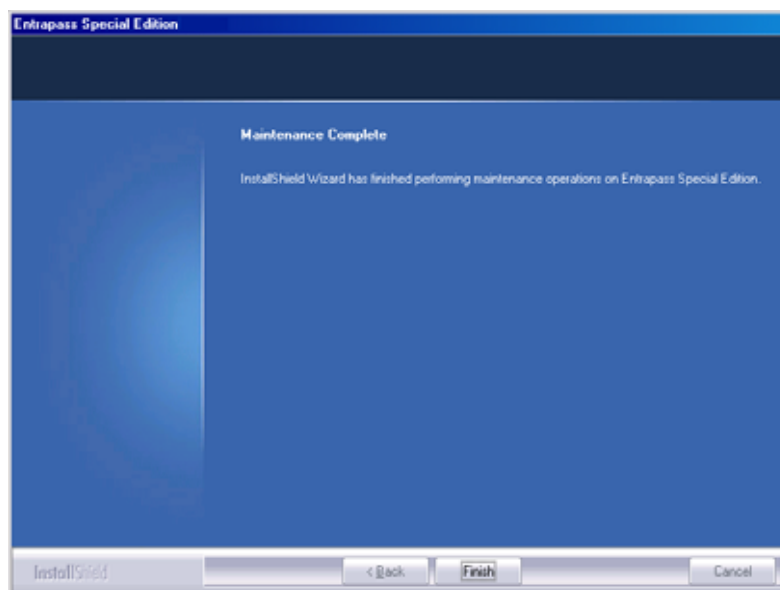 Entrapass Special Edition
Maintenance Complete
InstallShield Wizard has finished performing maintenance operations on Entrapass Special Edition.
InstallShield
< Back
Finish
Cancel